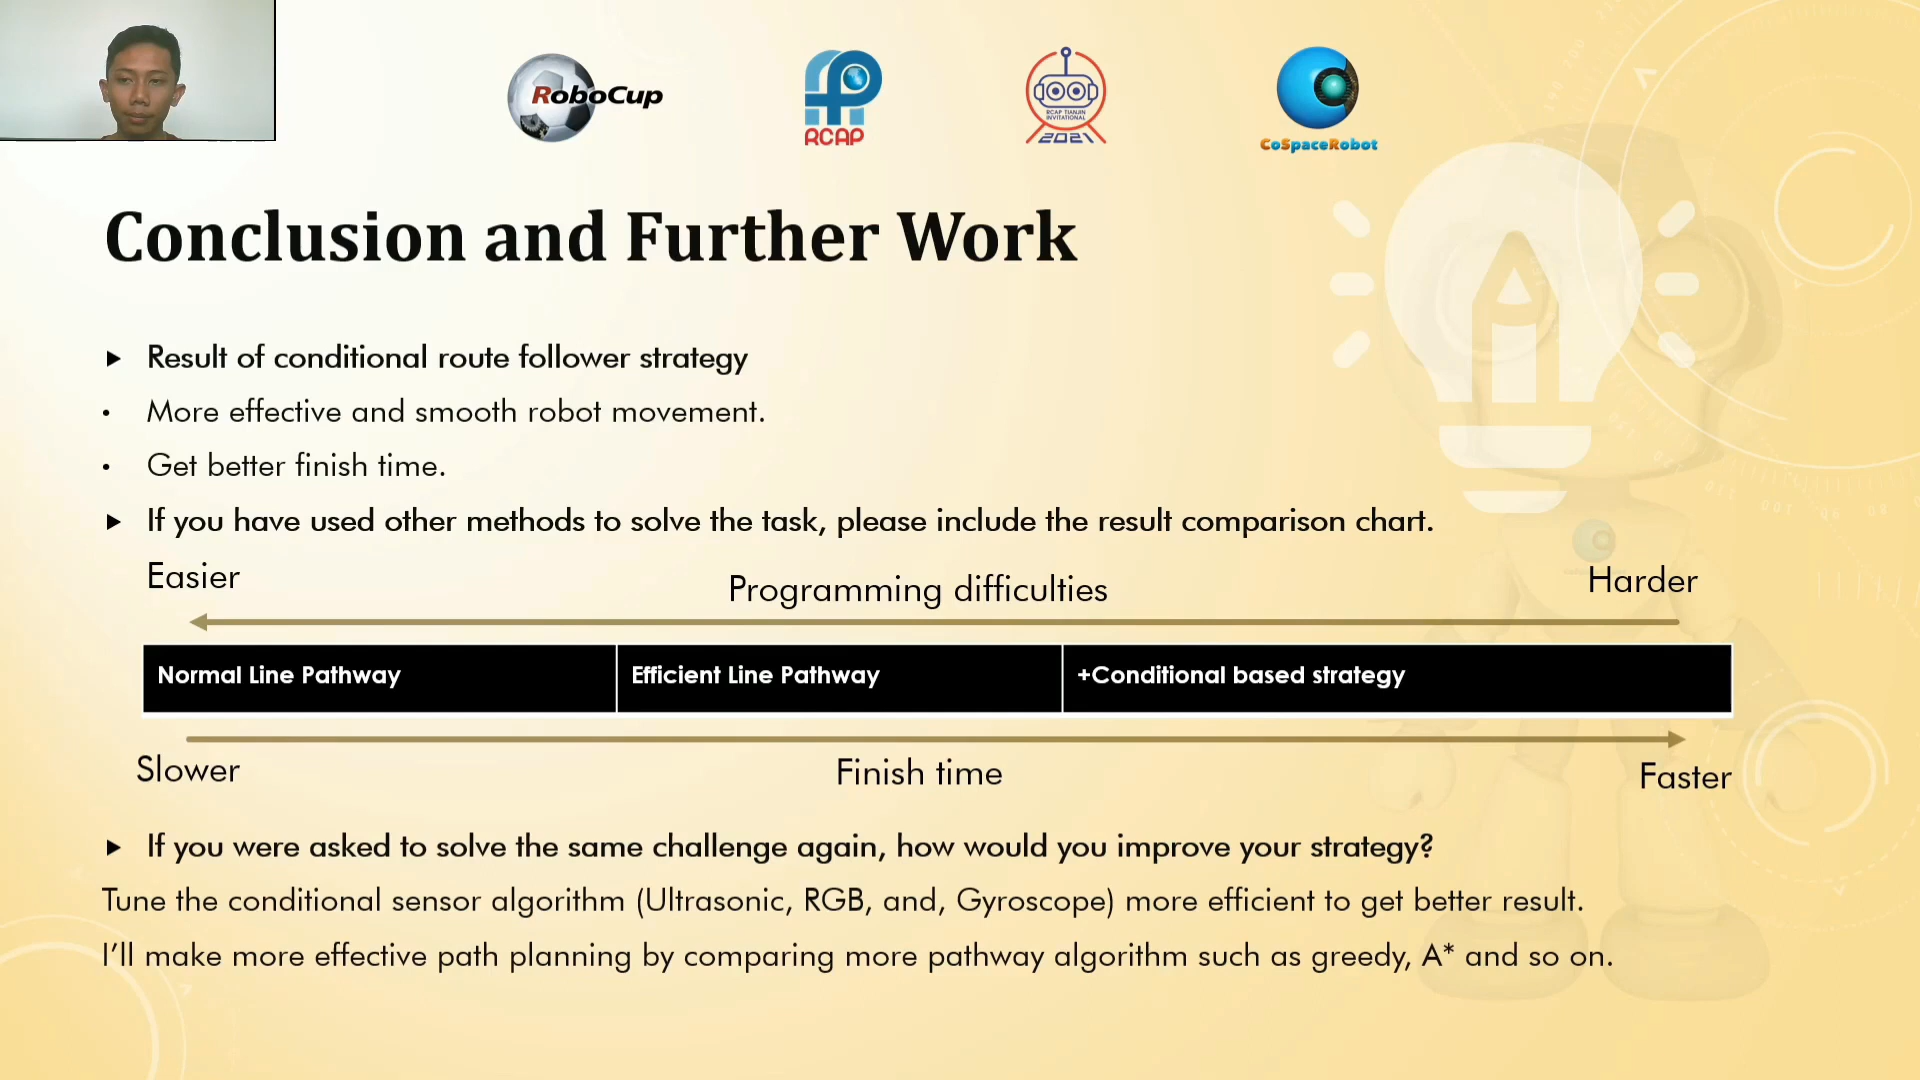 RoboCup
RCAP
RCAP TIANJIN
INVITATIONAL
2021
CoSpaceRobot
Conclusion and Further Work
Result of conditional route follower strategy
• More effective and smooth robot movement.
• Get better finish time.
If you have used other methods to solve the task, please include the result comparison chart.
Easier
Programming difficulties
Harder
Normal Line Pathway
Efficient Line Pathway
+Conditional based strategy
Slower
Finish time
Faster
If you were asked to solve the same challenge again, how would you improve your strategy?
Tune the conditional sensor algorithm (Ultrasonic, RGB, and, Gyroscope) more efficient to get better result.
I'll make more effective path planning by comparing more pathway algorithm such as greedy, A* and so on.